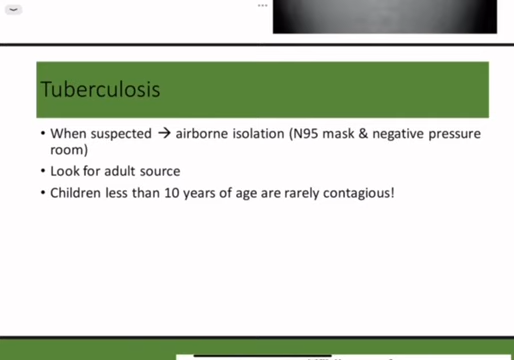 Tuberculosis
• When suspected → airborne isolation (N95 mask & negative pressure
room)
• Look for adult source
• Children less than 10 years of age are rarely contagious!